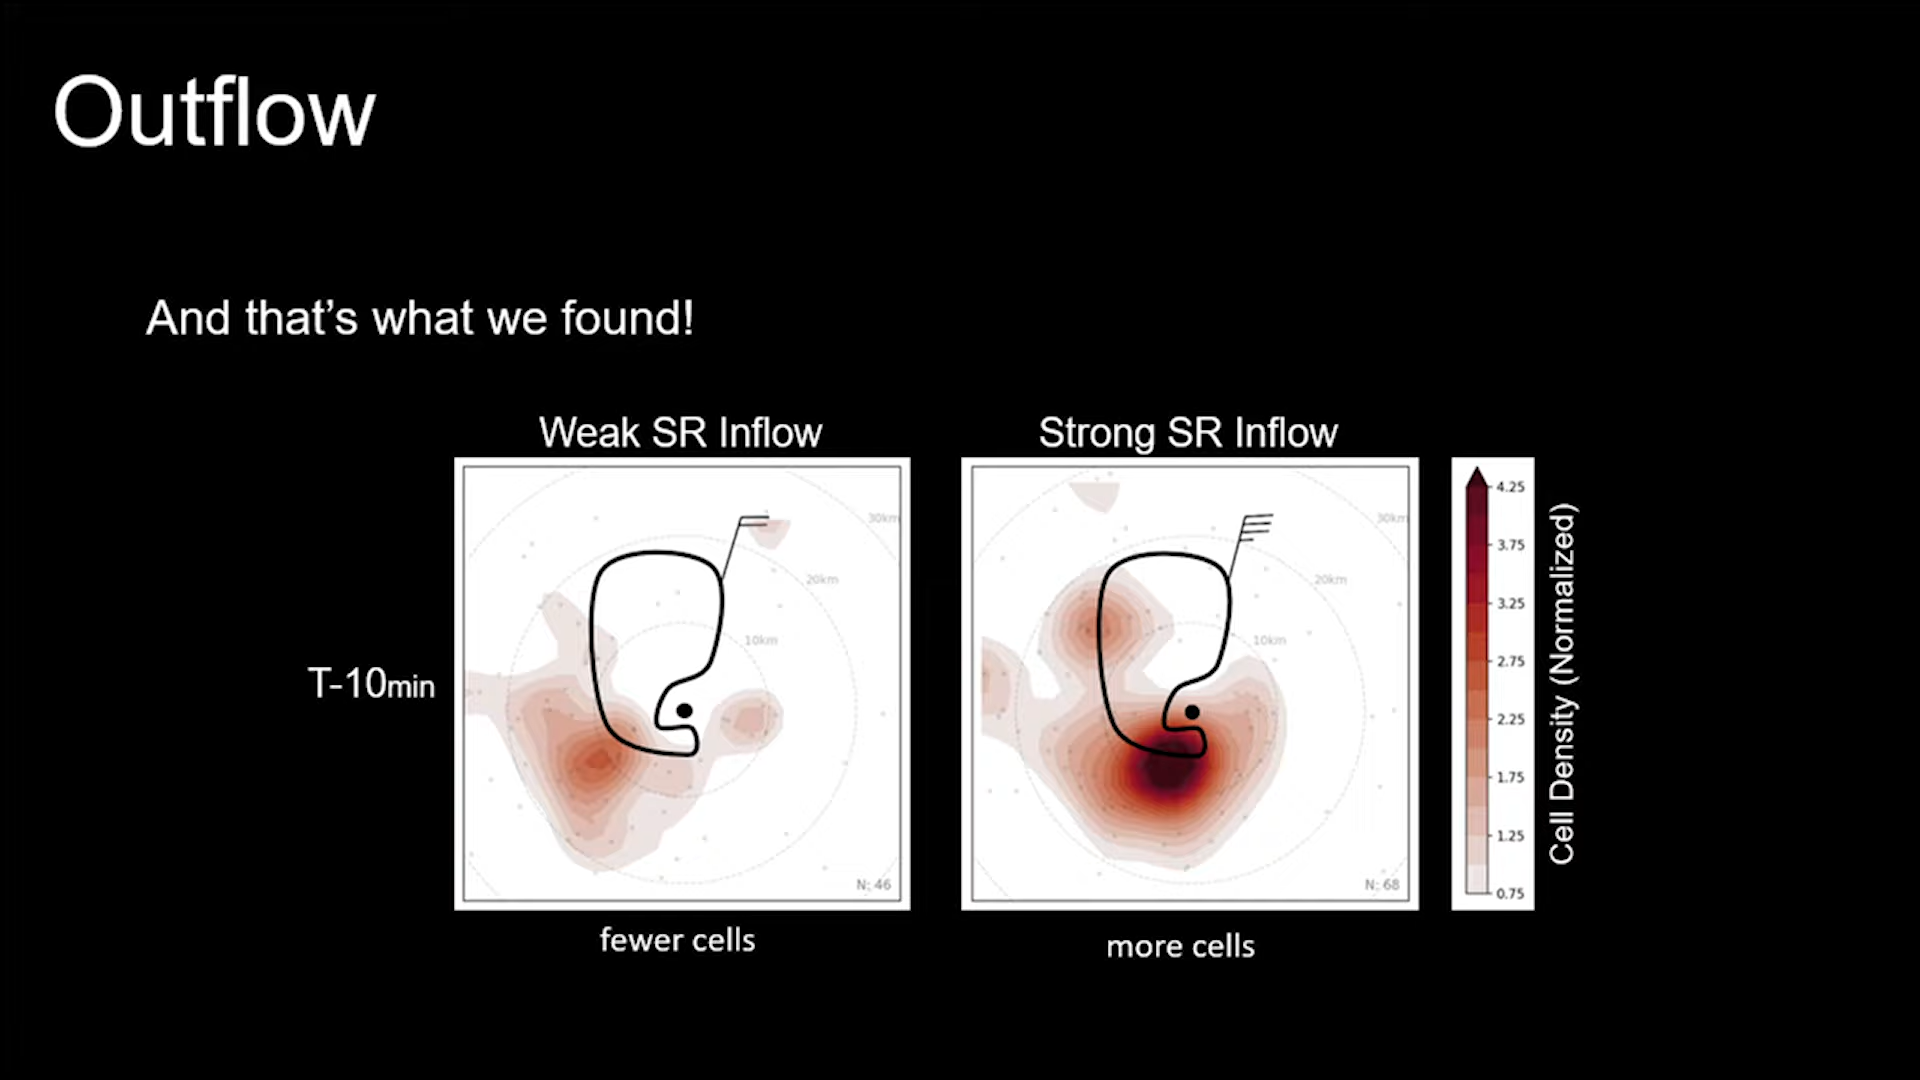 Outflow
And that's what we found!
Weak SR Inflow
Strong SR Inflow
T-10min
30km
20km
10km
N: 46
30km
20km
10km
N: 68
4.25
3.75
3.25
2.75
2.25
1.75
1.25
0.75
Cell Density (Normalized)
fewer cells
more cells